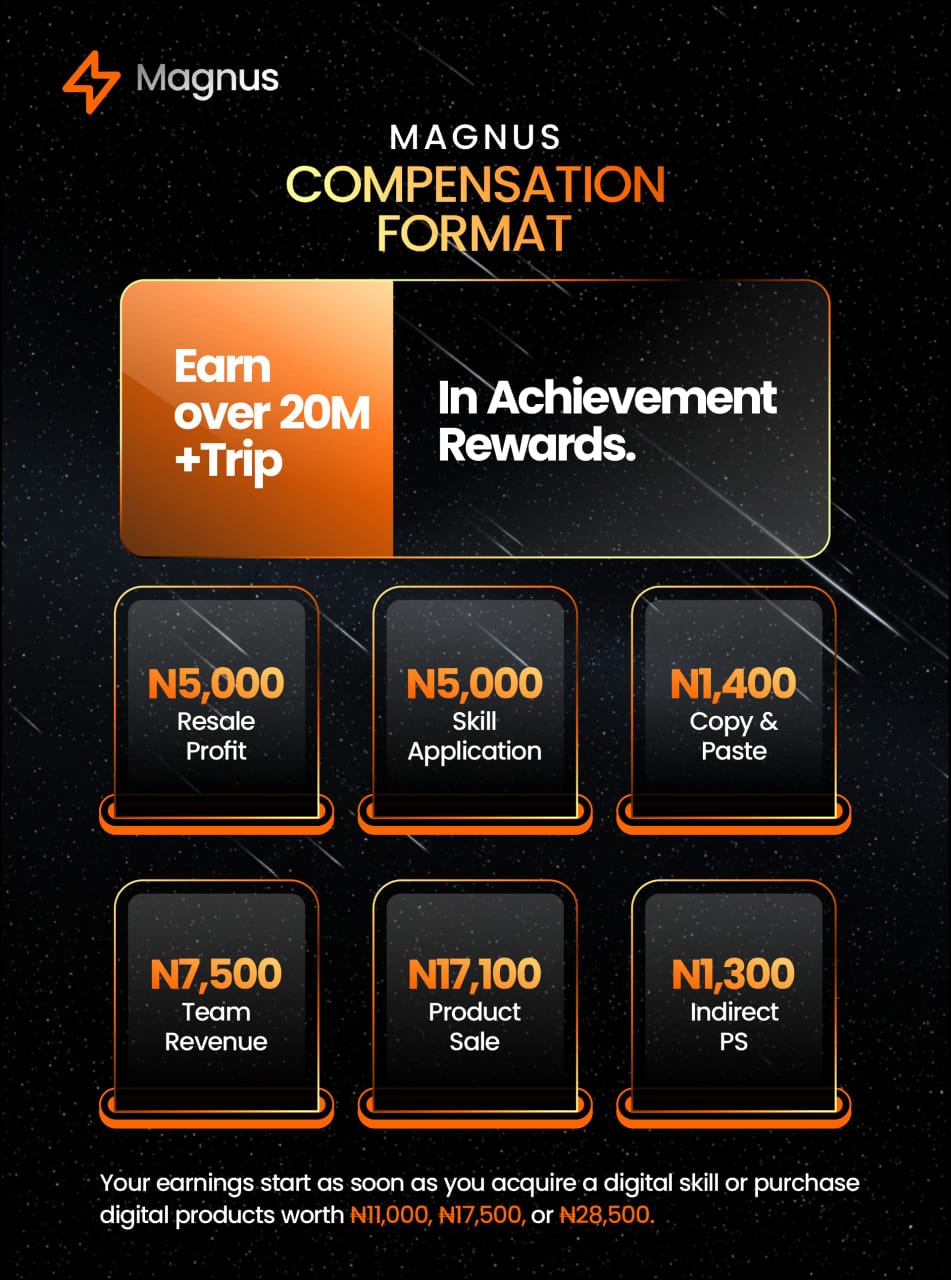 Magnus
MAGNUS
COMPENSATION
FORMAT
Earn
over 20M
+Trip
In Achievement
Rewards.
N5,000
Resale
Profit
N5,000
Skill
Application
N1,400
Copy &
Paste
N7,500
Team
Revenue
N17,100
Product
Sale
N1,300
Indirect
PS
Your earnings start as soon as you acquire a digital skill or purchase
digital products worth ₦11,000, ₦17,500, or ₦28,500.